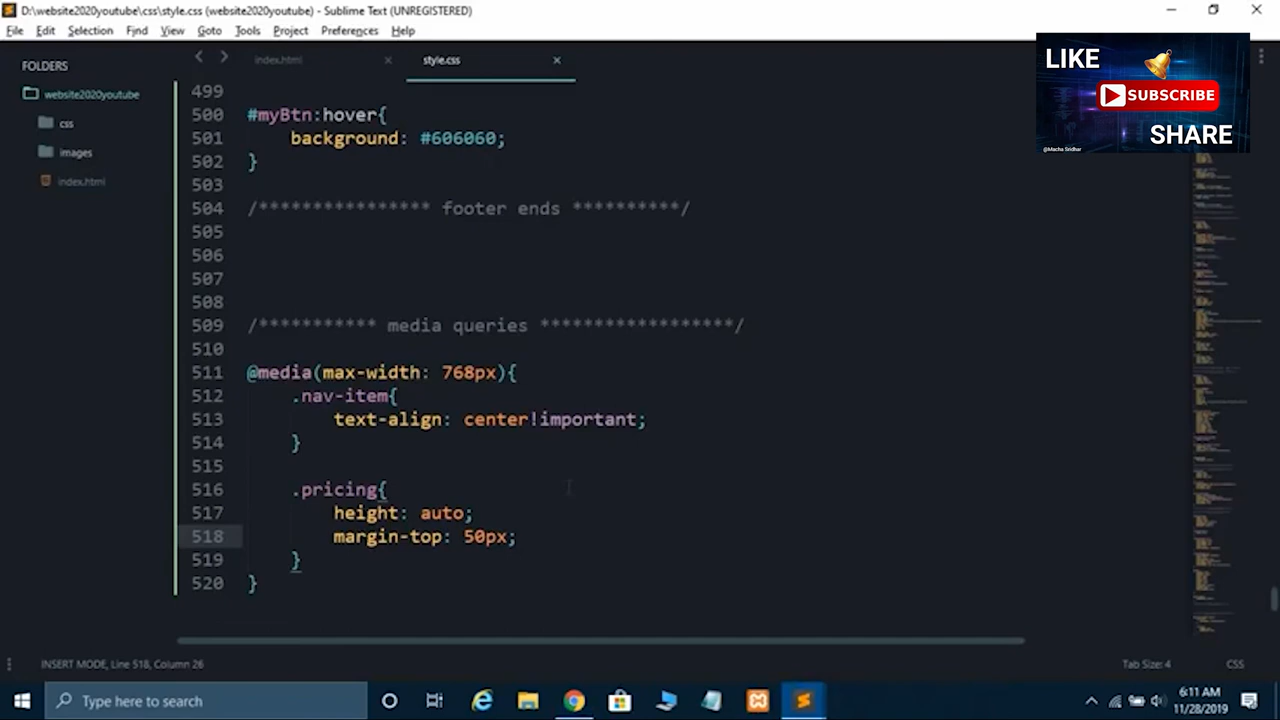 D:\website2020youtube\css\style.css (website2020youtube) - Sublime Text (UNREGISTERED)
File Edit Selection Find View Goto Tools Project Preferences Help
FOLDERS
website2020youtube
css
images
index.html
index.html × style.css ×
499
500 #myBtn:hover{
501 background: #606060;
502 }
503
504 /**************** footer ends **********/
505
506
507
508
509 /*********** media queries ******************/
510
511 @media(max-width: 768px){
512 .nav-item{
513 text-align: center!important;
514 }
515
516 .pricing{
517 height: auto;
518 margin-top: 50px;
519 }
520 }
LIKE
SUBSCRIBE
SHARE
@Macha Sridhar
INSERT MODE, Line 518, Column 26
Tab Size: 4
CSS
Type here to search
6:11 AM
11/28/2019